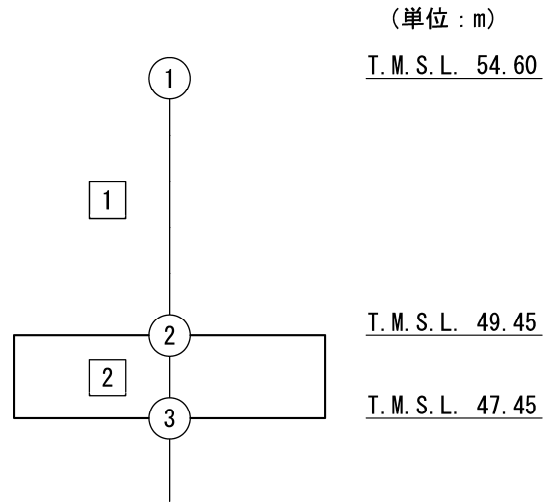 (単位:m)
① T.M.S.L. 54.60
1
② T.M.S.L. 49.45
2
③ T.M.S.L. 47.45